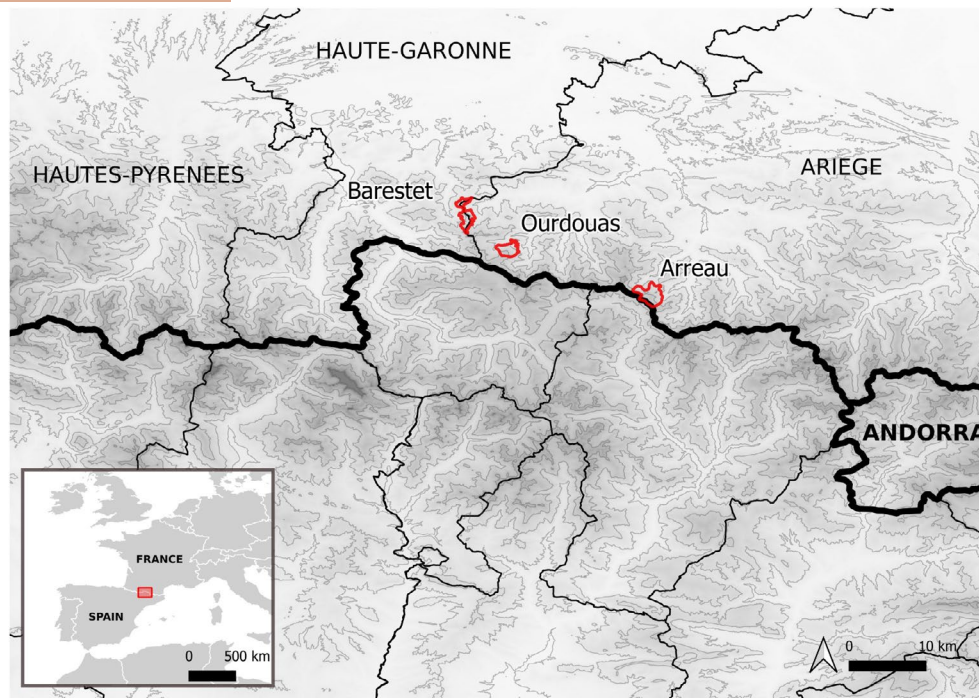 HAUTE-GARONNE
HAUTES-PYRENEES
ARIEGE
Barestet
Ourdouas
Arreau
ANDORRA
FRANCE
SPAIN
0 500 km
0 10 km